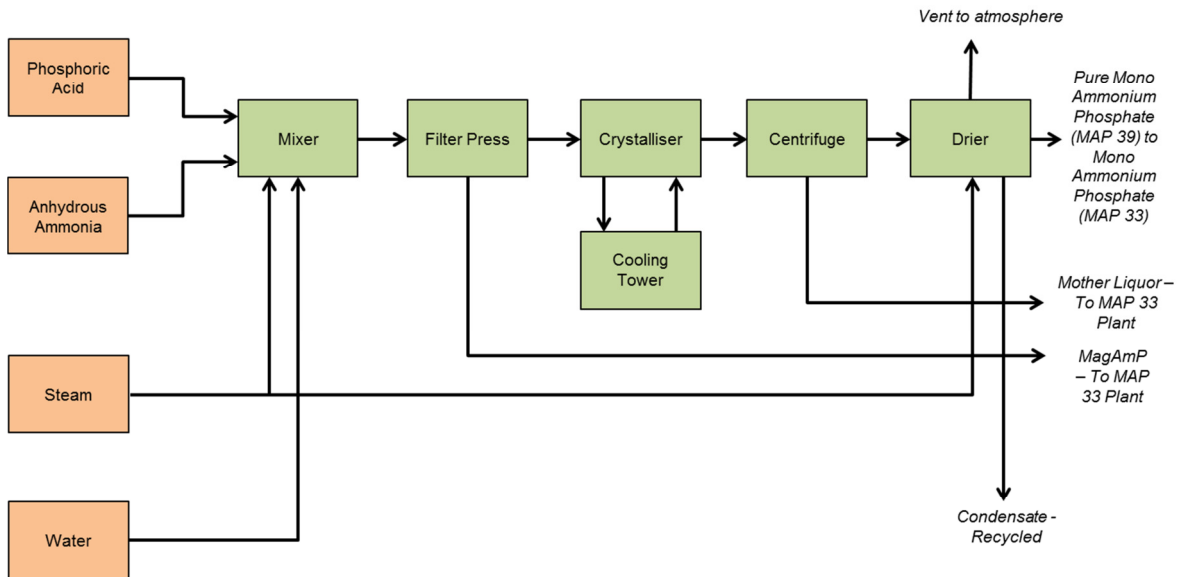 Vent to atmosphere
Phosphoric
Acid
Mixer
Filter Press
Crystalliser
Centrifuge
Drier
Pure Mono
Ammonium
Phosphate
(MAP 39) to
Mono
Ammonium
Phosphate
(MAP 33)
Anhydrous
Ammonia
Cooling
Tower
Mother Liquor –
To MAP 33
Plant
MagAmP
– To MAP
33 Plant
Steam
Water
Condensate -
Recycled